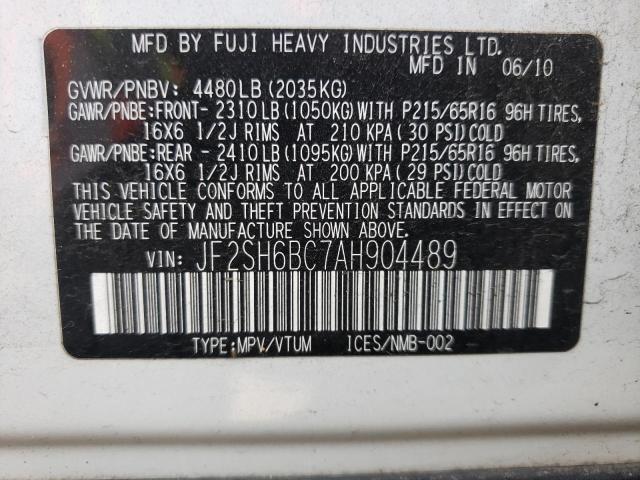 MFD BY FUJI HEAVY INDUSTRIES LTD.
MFD IN 06/10
GVWR/PNBV: 4480LB (2035KG)
GAWR/PNBE:FRONT- 2310LB(1050KG)WITH P215/65R16 96H TIRES,
16X6 1/2J RIMS AT 210 KPA( 30 PSI)COLD
GAWR/PNBE:REAR - 2410LB(1095KG)WITH P215/65R16 96H TIRES,
16X6 1/2J RIMS AT 200 KPA( 29 PSI)COLD
THIS VEHICLE CONFORMS TO ALL APPLICABLE FEDERAL MOTOR
VEHICLE SAFETY AND THEFT PREVENTION STANDARDS IN EFFECT ON
THE DATE OF MANUFACTURE SHOWN ABOVE.
VIN: JF2SH6BC7AH904489
TYPE:MPV/VTUM ICES/NMB-002